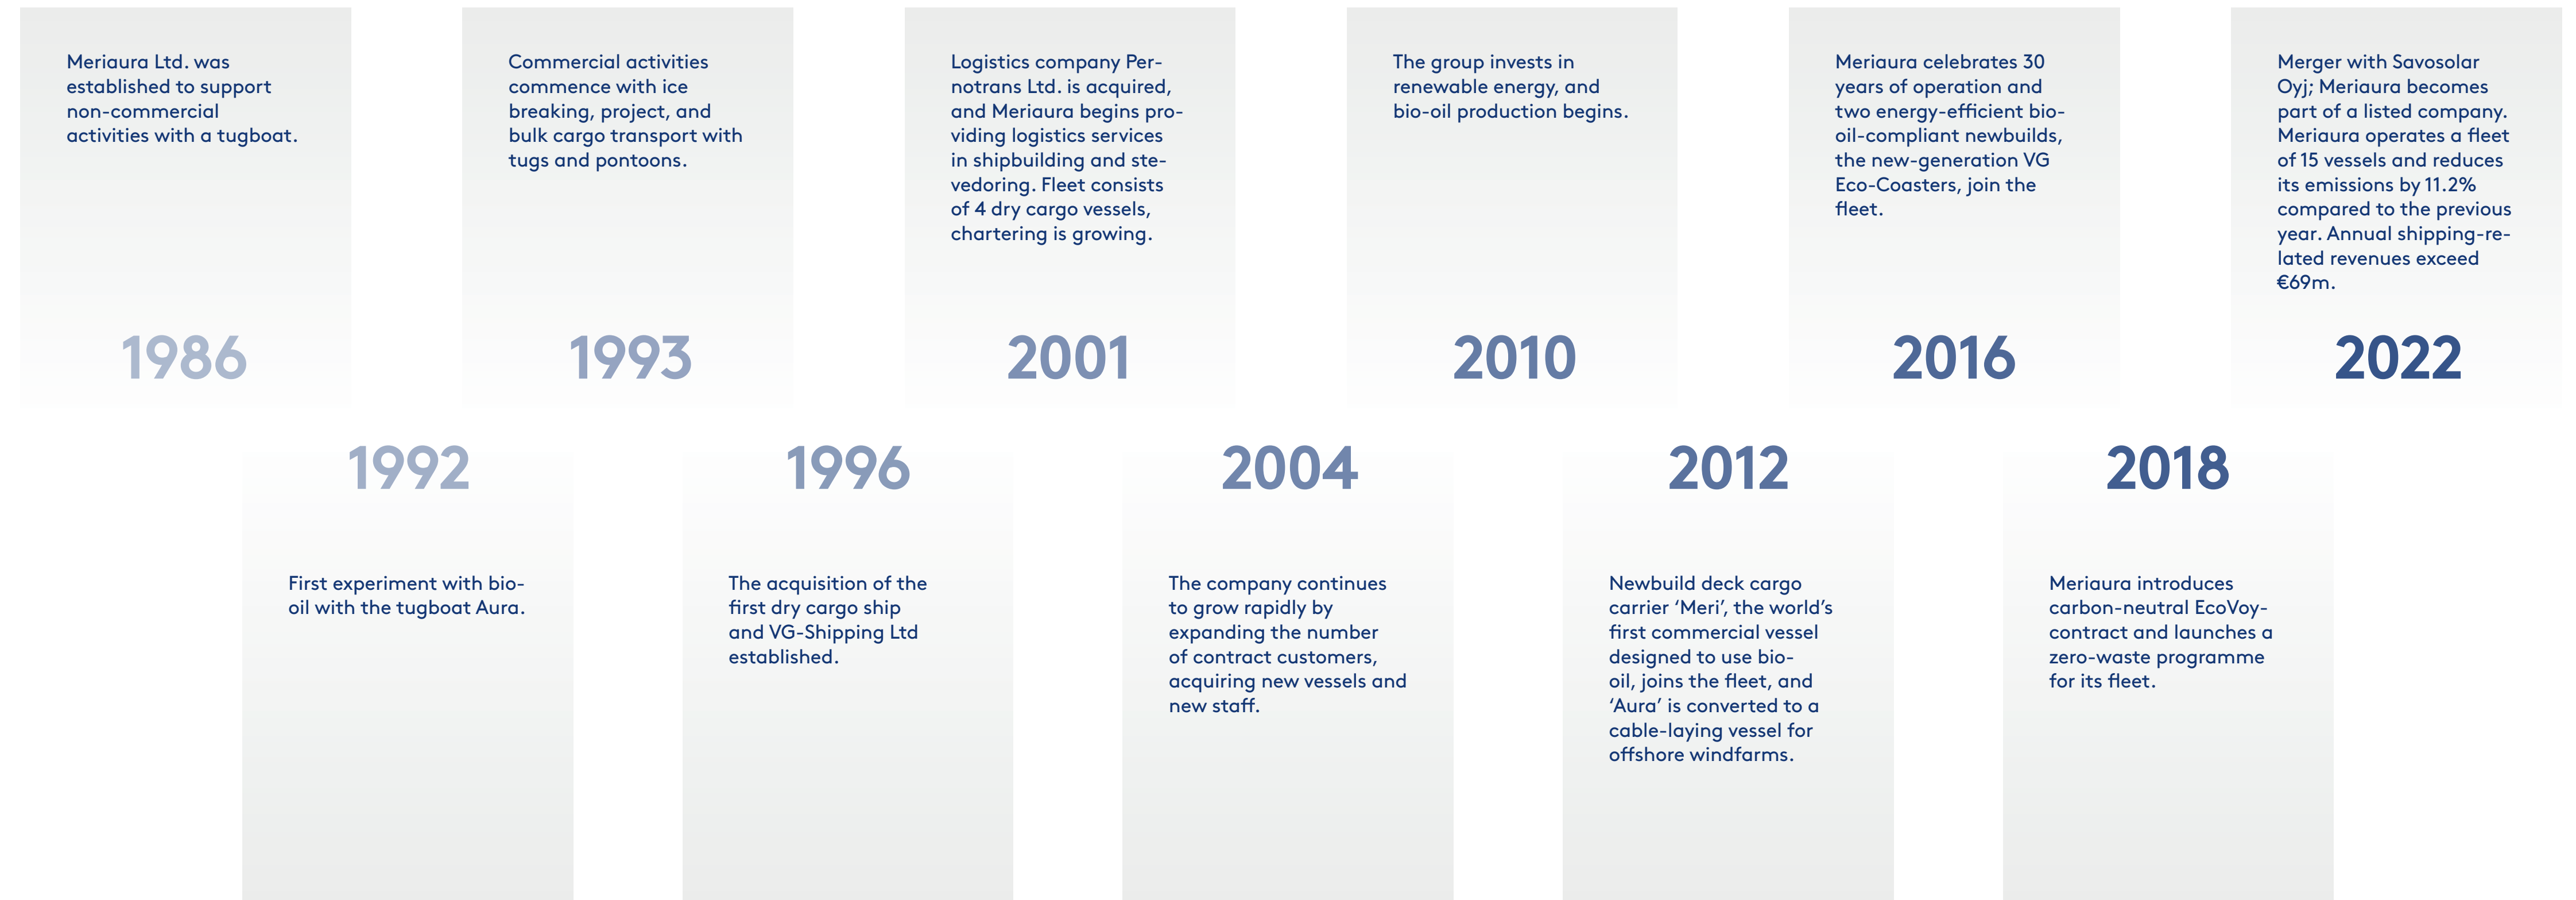 Meriaura Ltd. was
established to support
non-commercial
activities with a tugboat.
1986
Commercial activities
commence with ice
breaking, project, and
bulk cargo transport with
tugs and pontoons.
1993
Logistics company Per-
notrans Ltd. is acquired,
and Meriaura begins pro-
viding logistics services
in shipbuilding and ste-
vedoring. Fleet consists
of 4 dry cargo vessels,
chartering is growing.
2001
The group invests in
renewable energy, and
bio-oil production begins.
2010
Meriaura celebrates 30
years of operation and
two energy-efficient bio-
oil-compliant newbuilds,
the new-generation VG
Eco-Coasters, join the
fleet.
2016
Merger with Savosolar
Oyj; Meriaura becomes
part of a listed company.
Meriaura operates a fleet
of 15 vessels and reduces
its emissions by 11.2%
compared to the previous
year. Annual shipping-re-
lated revenues exceed
€69m.
2022
1992
First experiment with bio-
oil with the tugboat Aura.
1996
The acquisition of the
first dry cargo ship
and VG-Shipping Ltd
established.
2004
The company continues
to grow rapidly by
expanding the number
of contract customers,
acquiring new vessels and
new staff.
2012
Newbuild deck cargo
carrier ‘Meri’, the world’s
first commercial vessel
designed to use bio-
oil, joins the fleet, and
‘Aura’ is converted to a
cable-laying vessel for
offshore windfarms.
2018
Meriaura introduces
carbon-neutral EcoVoy-
contract and launches a
zero-waste programme
for its fleet.